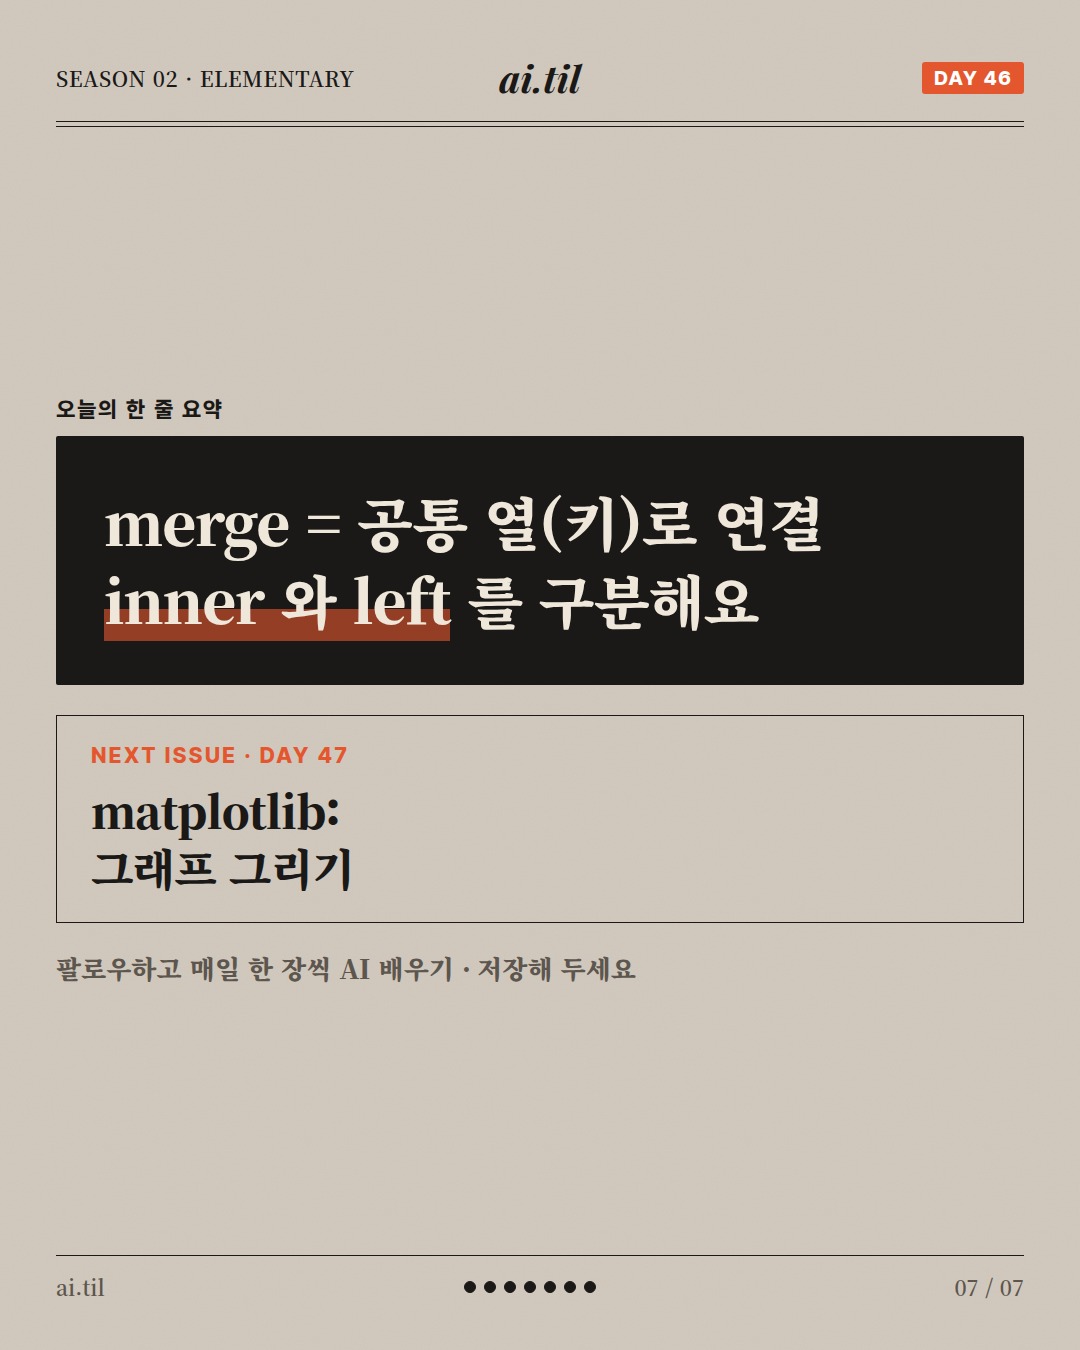 SEASON 02 · ELEMENTARY
ai.til
DAY 46
오늘의 한 줄 요약
merge = 공통 열(키)로 연결
inner 와 left 를 구분해요
NEXT ISSUE · DAY 47
matplotlib:
그래프 그리기
팔로우하고 매일 한 장씩 AI 배우기 · 저장해 두세요
ai.til
07 / 07